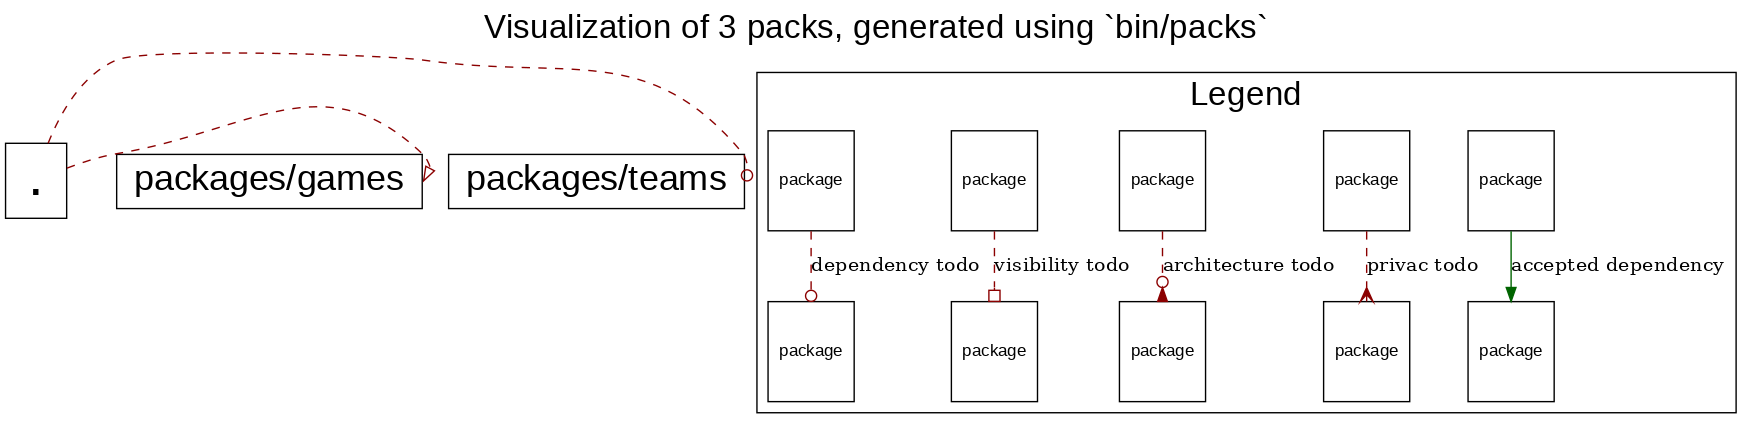 Visualization of 3 packs, generated using `bin/packs`
Legend
.
packages/games
packages/teams
package
package
package
package
package
dependency todo
visibility todo
architecture todo
privac todo
accepted dependency
package
package
package
package
package